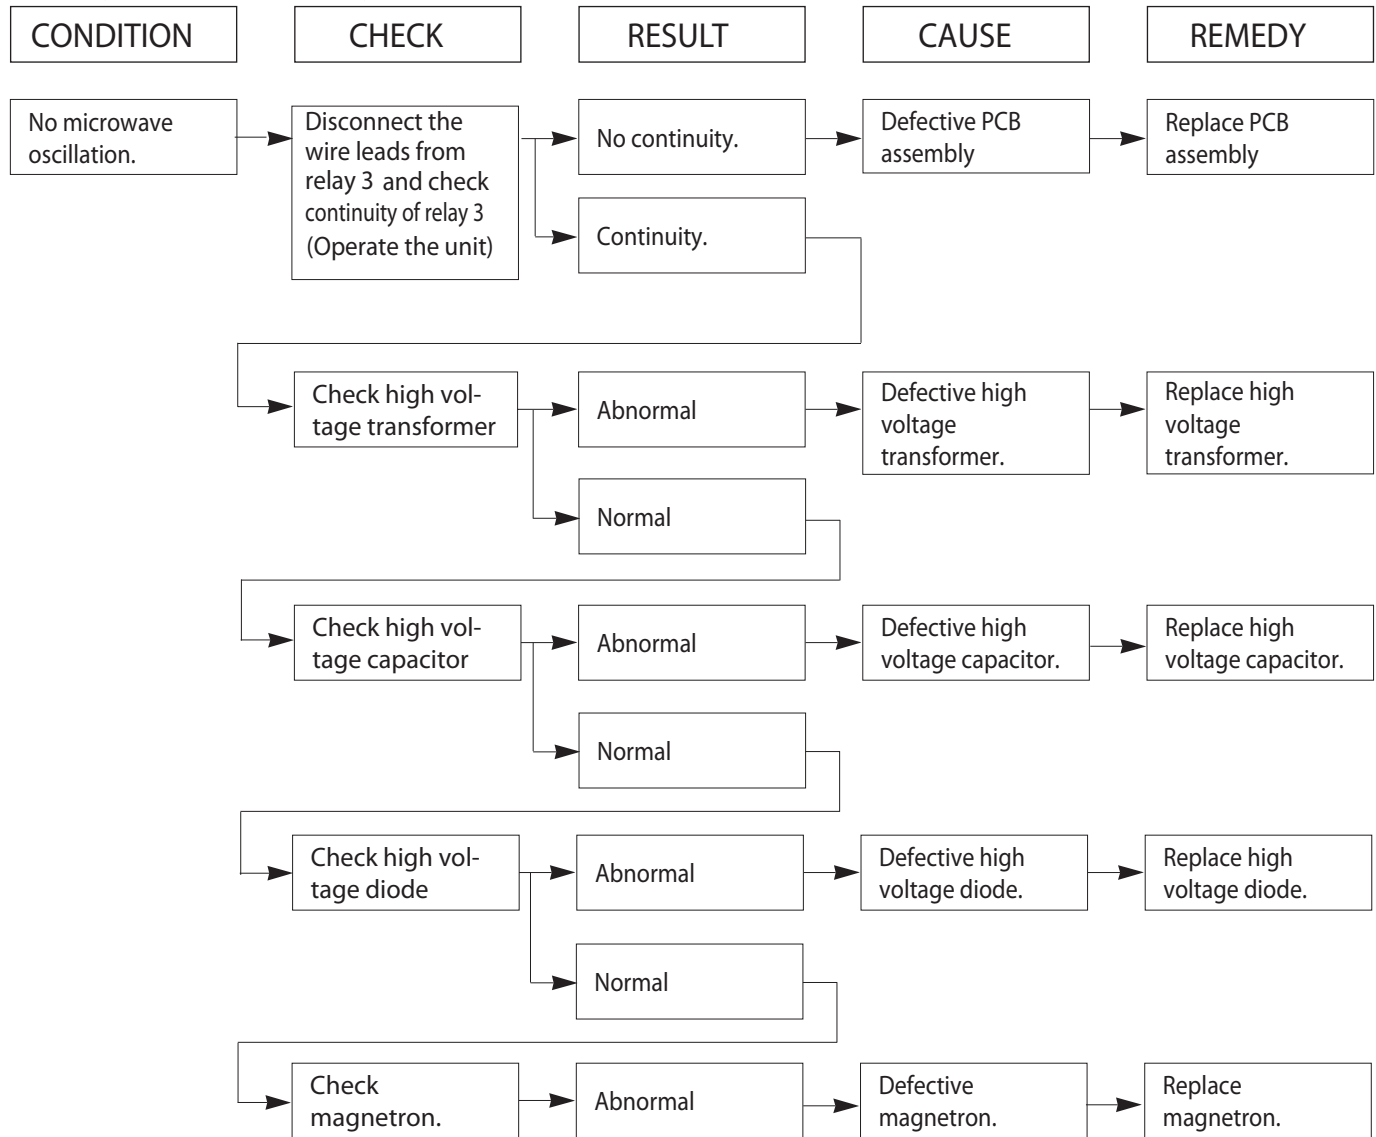 CONDITION
CHECK
RESULT
CAUSE
REMEDY
No microwave
oscillation.
Disconnect the
wire leads from
relay 3 and check
continuity of relay 3
(Operate the unit)
No continuity.
Defective PCB
assembly
Replace PCB
assembly
Continuity.
Check high vol-
tage transformer
Abnormal
Defective high
voltage
transformer.
Replace high
voltage
transformer.
Normal
Check high vol-
tage capacitor
Abnormal
Defective high
voltage capacitor.
Replace high
voltage capacitor.
Normal
Check high vol-
tage diode
Abnormal
Defective high
voltage diode.
Replace high
voltage diode.
Normal
Check
magnetron.
Abnormal
Defective
magnetron.
Replace
magnetron.